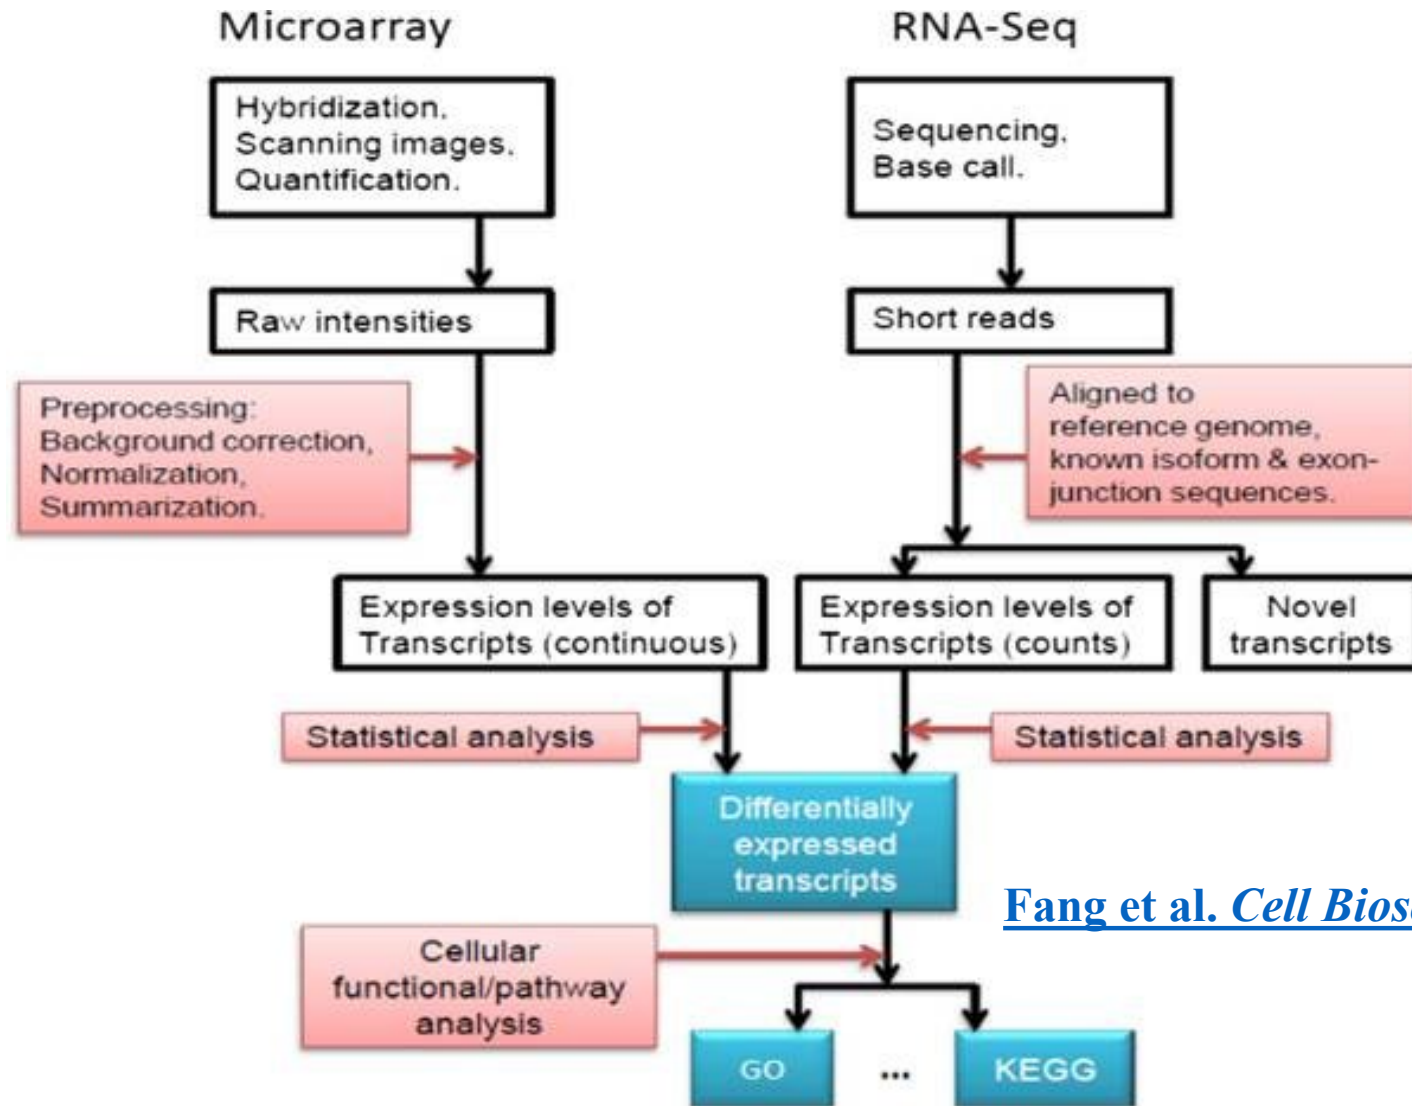 Microarray
RNA-Seq
Hybridization.
Scanning images.
Quantification.
Sequencing.
Base call.
Raw intensities
Short reads
Preprocessing:
Background correction,
Normalization,
Summarization.
Aligned to
reference genome,
known isoform & exon-
junction sequences.
Expression levels of
Transcripts (continuous)
Expression levels of
Transcripts (counts)
Novel
transcripts
Statistical analysis
Statistical analysis
Differentially
expressed
transcripts
Fang et al. Cell Bios
Cellular
functional/pathway
analysis
GO
...
KEGG